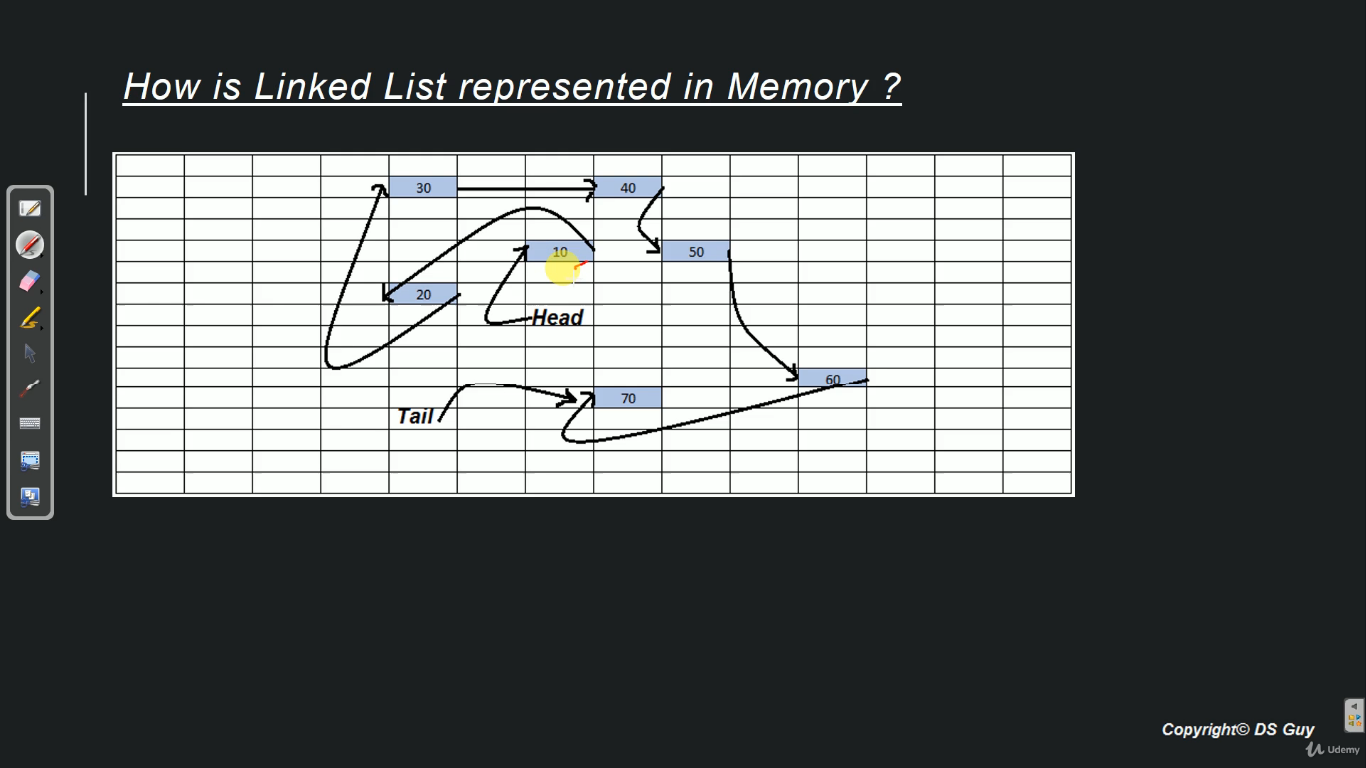 How is Linked List represented in Memory ?
30 40
10 50
20
Head
60
70
Tail
Copyright© DS Guy
Udemy